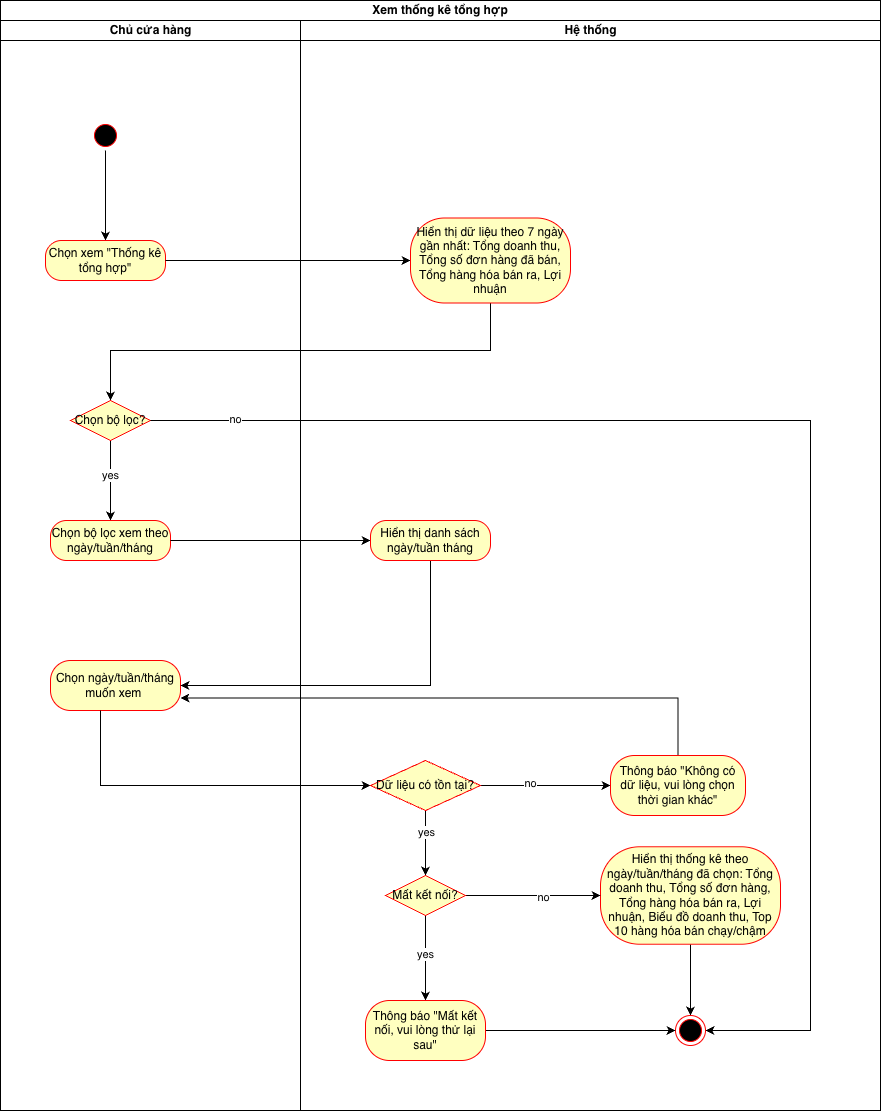 Xem thống kê tổng hợp
Chủ cửa hàng
Hệ thống
Chọn xem "Thống kê
tổng hợp"
Hiển thị dữ liệu theo 7 ngày
gần nhất: Tổng doanh thu,
Tổng số đơn hàng đã bán,
Tổng hàng hóa bán ra, Lợi
nhuận
Chọn bộ lọc?
no
yes
Chọn bộ lọc xem theo
ngày/tuần/tháng
Hiển thị danh sách
ngày/tuần tháng
Chọn ngày/tuần/tháng
muốn xem
Dữ liệu có tồn tại?
no
Thông báo "Không có
dữ liệu, vui lòng chọn
thời gian khác"
yes
Mất kết nối?
no
Hiển thị thống kê theo
ngày/tuần/tháng đã chọn: Tổng
doanh thu, Tổng số đơn hàng,
Tổng hàng hóa bán ra, Lợi
nhuận, Biểu đồ doanh thu, Top
10 hàng hóa bán chạy/chậm
yes
Thông báo "Mất kết
nối, vui lòng thử lại
sau"